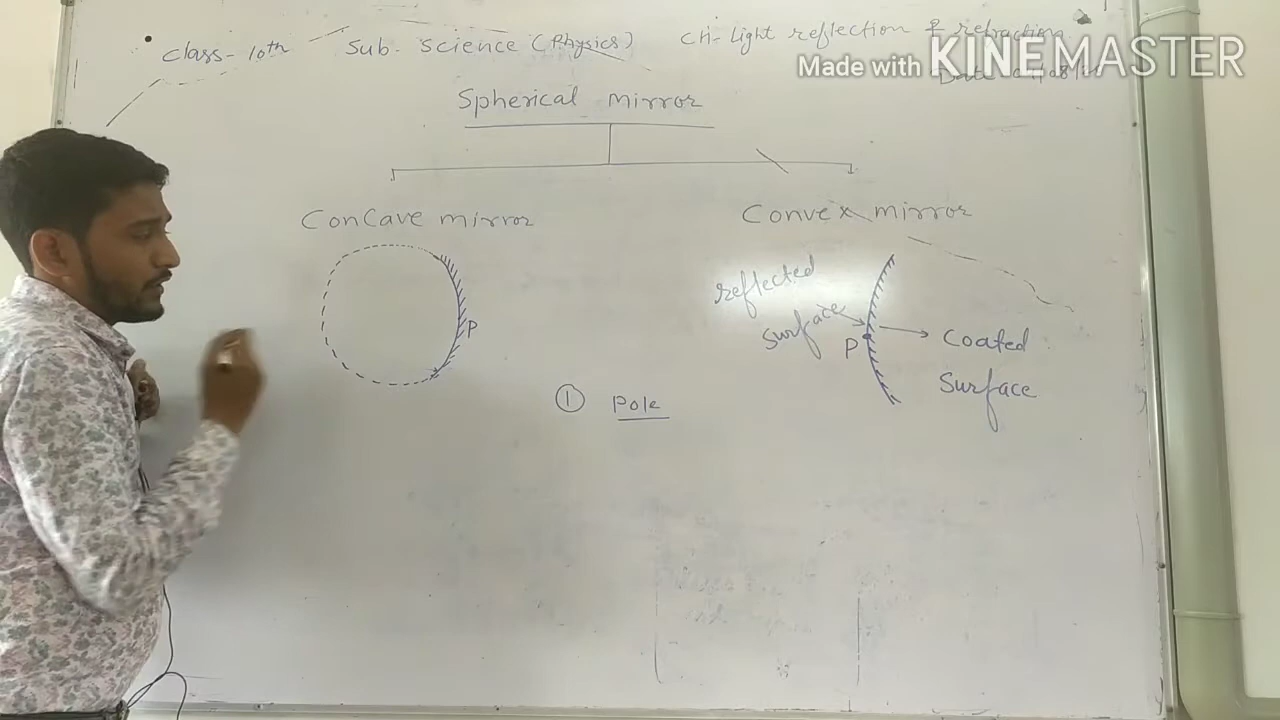 Class-10th Sub. Science (Physics) CH-Light reflection & refraction
Made with KINEMASTER
Date
Spherical mirror
Concave mirror
Convex mirror
reflected
surface
P
P
Coated
Surface
① Pole